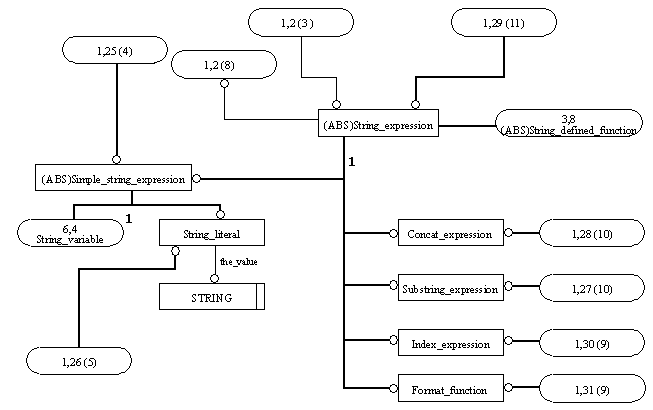 1,2 (3)
1,29 (11)
1,25 (4)
1,2 (8)
(ABS)String_expression
3,8
(ABS)String_defined_function
1
(ABS)Simple_string_expression
1
6,4
String_variable
String_literal
Concat_expression
1,28 (10)
the_value
STRING
Substring_expression
1,27 (10)
Index_expression
1,30 (9)
1,26 (5)
Format_function
1,31 (9)